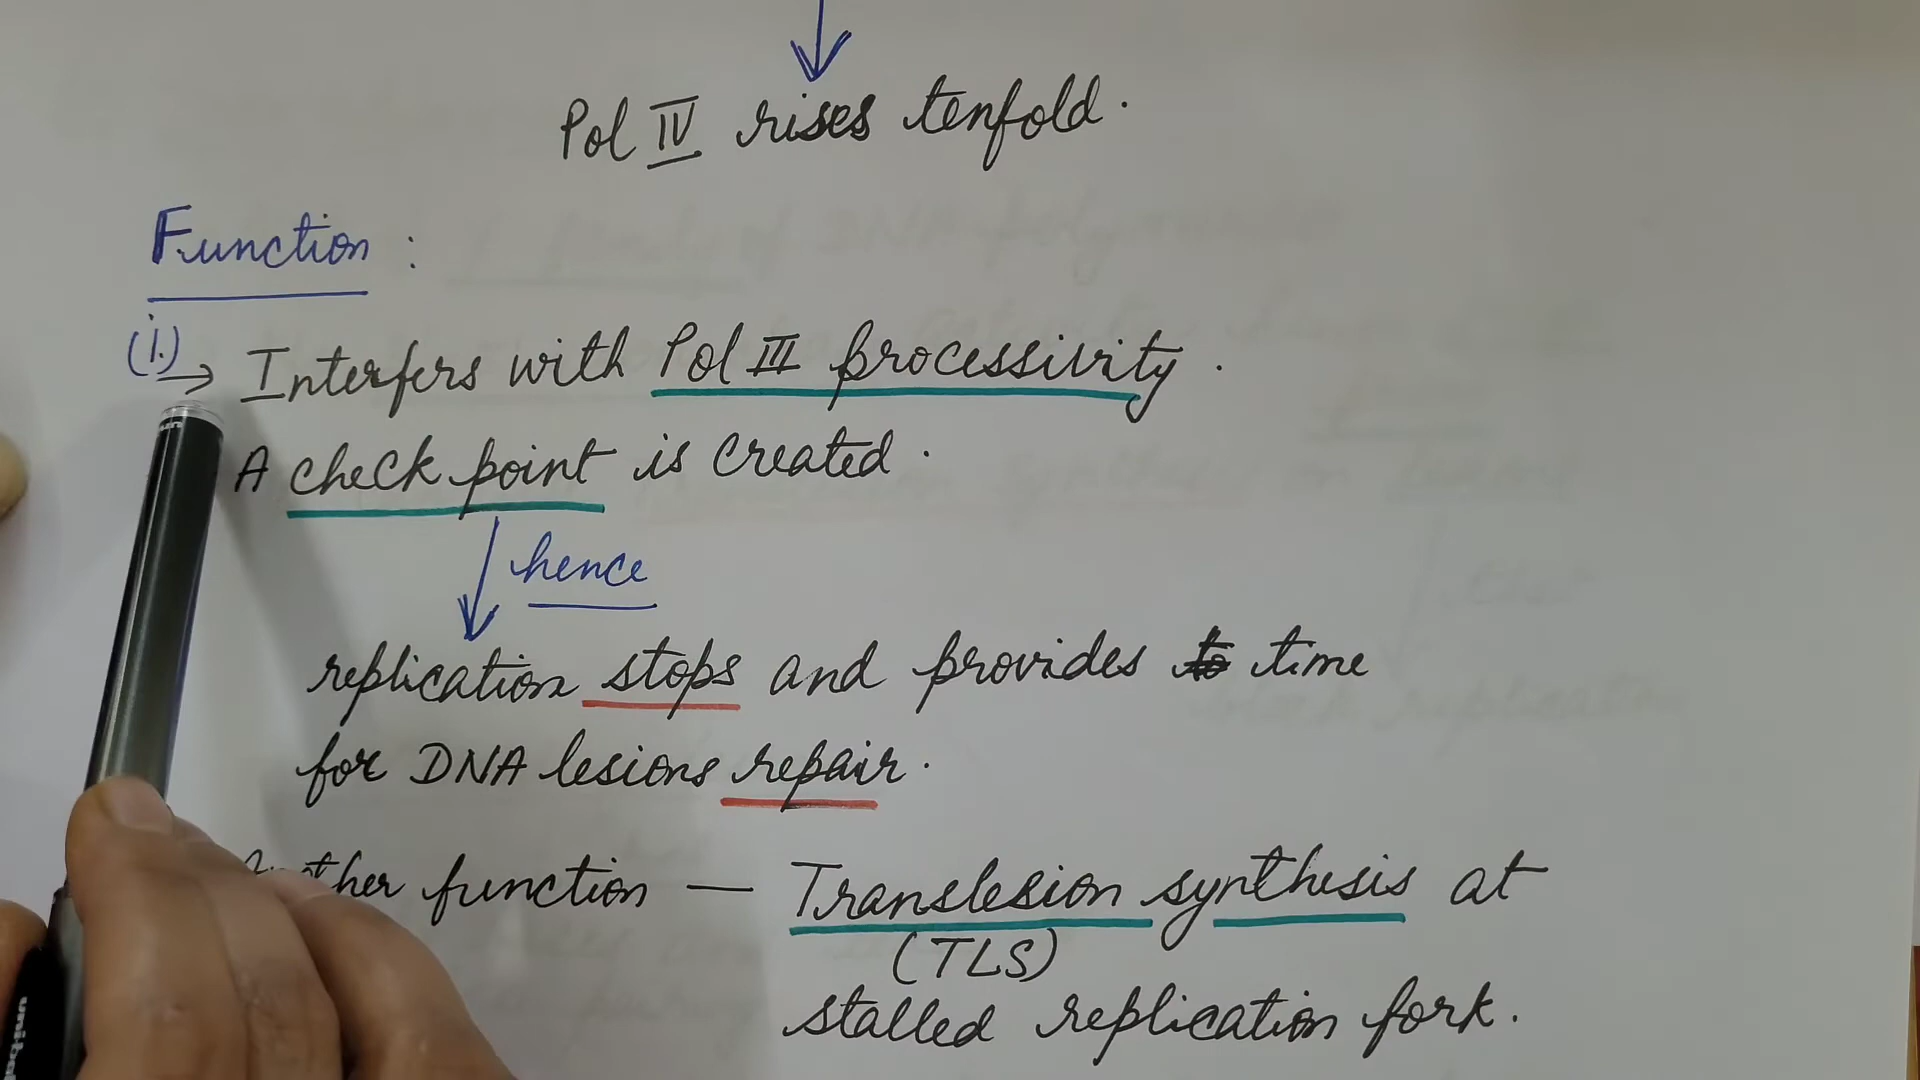 Pol IV rises tenfold.
Function :
(1.) → Interfers with Pol III processivity.
A check point is created.
hence
replication stops and provides time
for DNA lesions repair.
Another function — Translesion synthesis at
(TLS)
stalled replication fork.